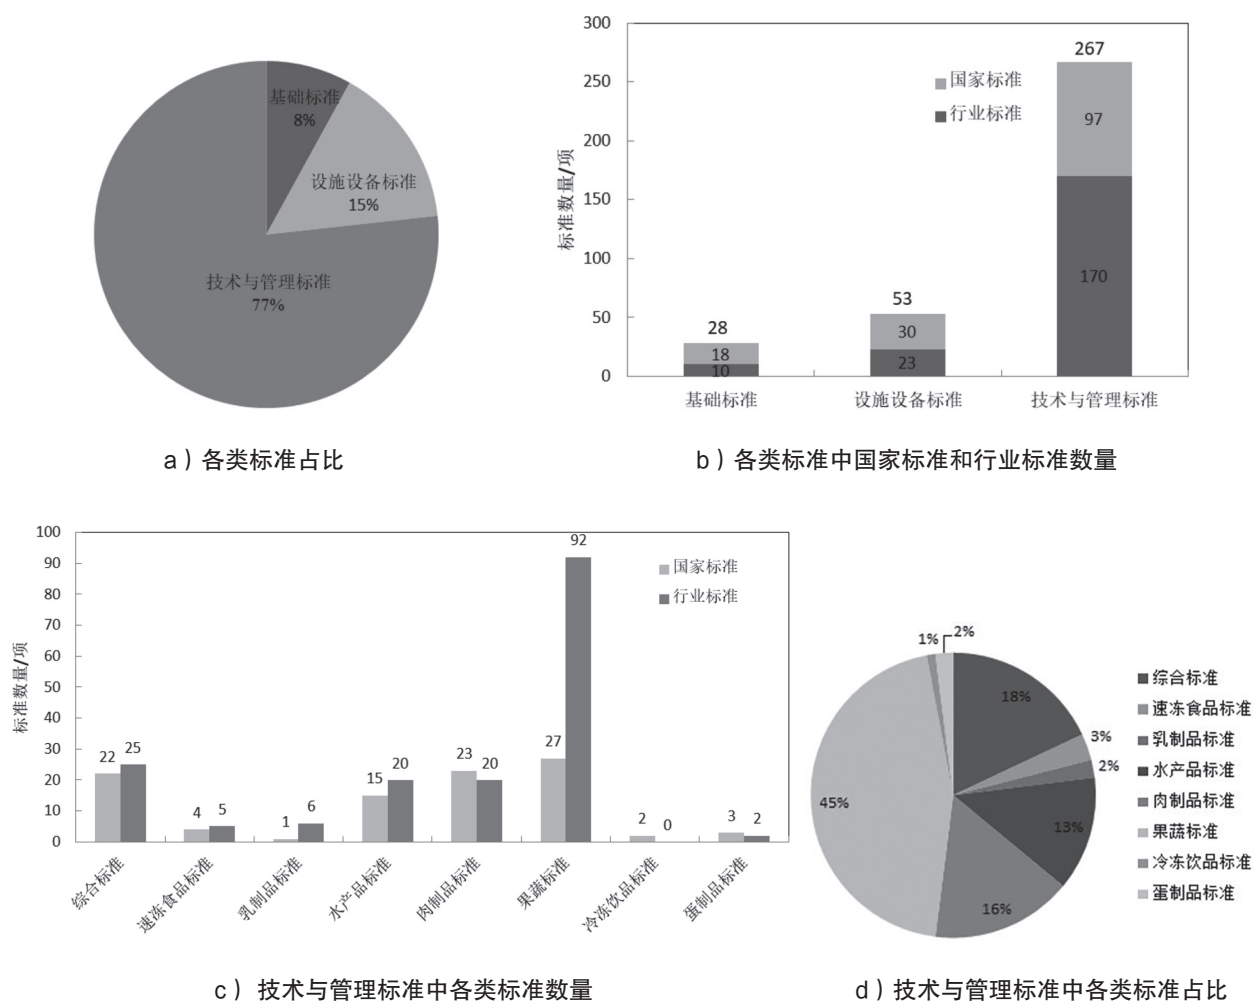 基础标准
8%
设施设备标准
15%
技术与管理标准
77%
a）各类标准占比
300
250
200
150
100
50
0
标准数量/项
国家标准
行业标准
28
18
10
53
30
23
267
97
170
基础标准
设施设备标准
技术与管理标准
b）各类标准中国家标准和行业标准数量
100
90
80
70
60
50
40
30
20
10
0
标准数量/项
国家标准
行业标准
22 25
4 5
1 6
15 20
23 20
27 92
2 0
3 2
综合标准
速冻食品标准
乳制品标准
水产品标准
肉制品标准
果蔬标准
冷冻饮品标准
蛋制品标准
c） 技术与管理标准中各类标准数量
1%
2%
18%
3%
2%
13%
16%
45%
综合标准
速冻食品标准
乳制品标准
水产品标准
肉制品标准
果蔬标准
冷冻饮品标准
蛋制品标准
d）技术与管理标准中各类标准占比